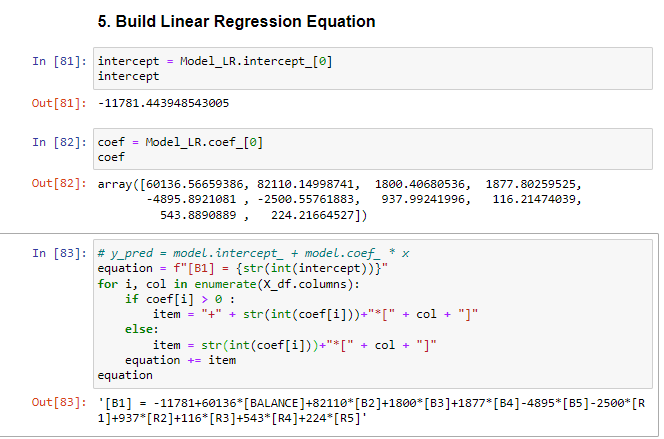 5. Build Linear Regression Equation
In [81]: intercept = Model_LR.intercept_[0]
intercept
Out[81]: -11781.443948543005
In [82]: coef = Model_LR.coef_[0]
coef
Out[82]: array([60136.56659386, 82110.14998741,  1800.40680536,  1877.80259525,
-4895.8921081 , -2500.55761883,   937.99241996,   116.21474039,
543.8890889 ,   224.21664527])
In [83]: # y_pred = model.intercept_ + model.coef_ * x
equation = f"[B1] = {str(int(intercept))}"
for i, col in enumerate(X_df.columns):
    if coef[i] > 0 :
        item = "+" + str(int(coef[i]))+"*[" + col + "]"
    else:
        item = str(int(coef[i]))+"*[" + col + "]"
    equation += item
equation
Out[83]: '[B1] = -11781+60136*[BALANCE]+82110*[B2]+1800*[B3]+1877*[B4]-4895*[B5]-2500*[R
1]+937*[R2]+116*[R3]+543*[R4]+224*[R5]'